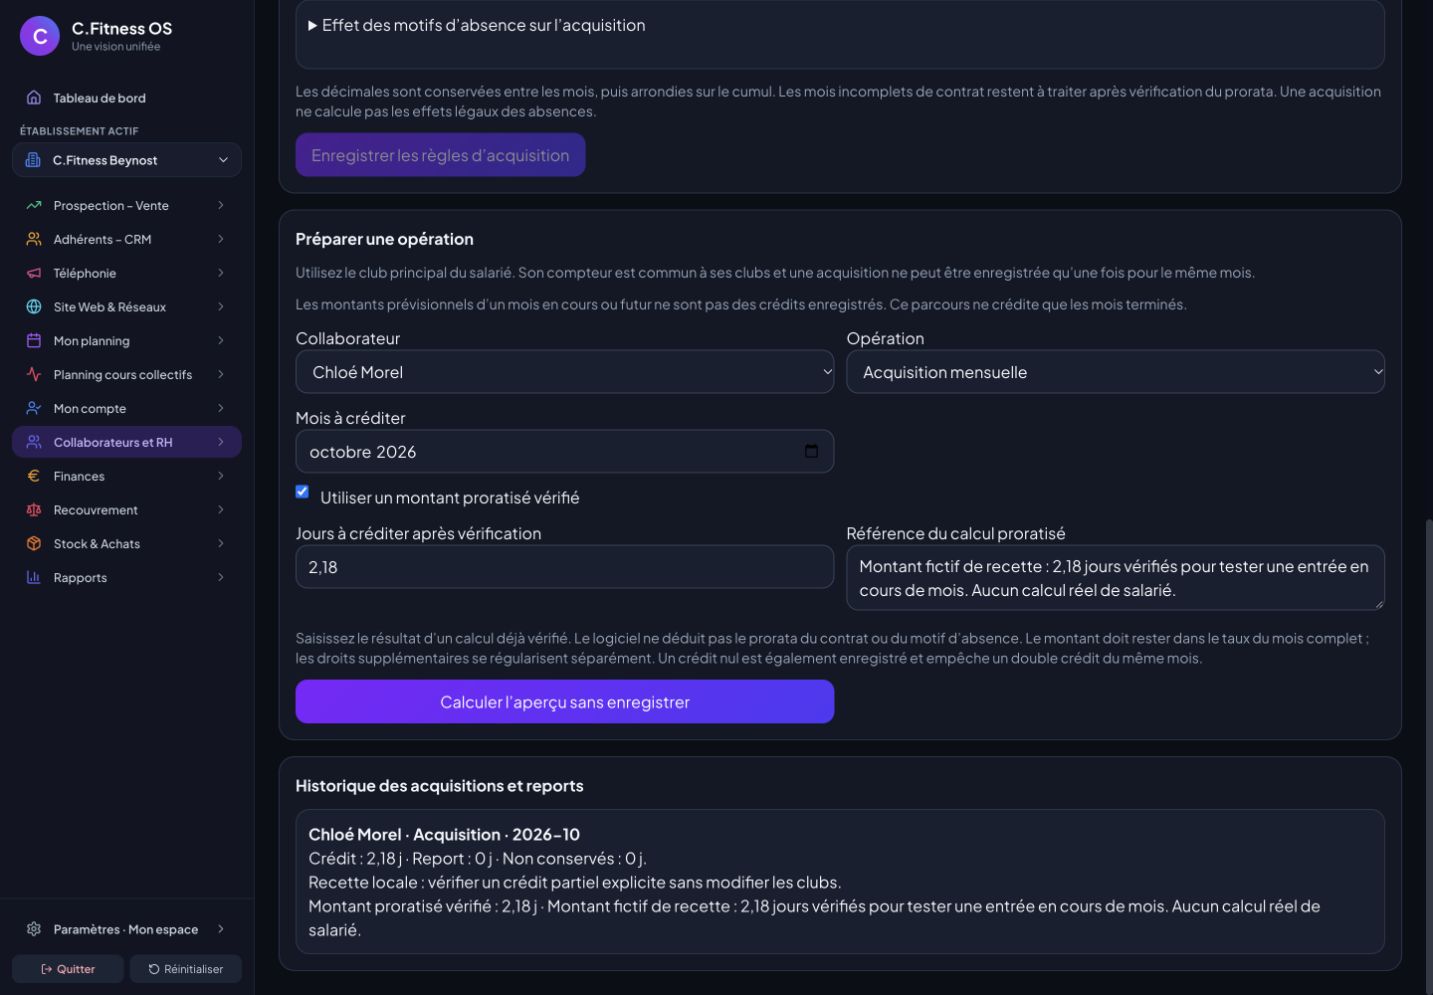 C
C.Fitness OS
Une vision unifiée
Tableau de bord
ÉTABLISSEMENT ACTIF
C.Fitness Beynost
Prospection – Vente
Adhérents – CRM
Téléphonie
Site Web & Réseaux
Mon planning
Planning cours collectifs
Mon compte
Collaborateurs et RH
Finances
Recouvrement
Stock & Achats
Rapports
Paramètres · Mon espace
Quitter
Réinitialiser
Effet des motifs d’absence sur l’acquisition
Les décimales sont conservées entre les mois, puis arrondies sur le cumul. Les mois incomplets de contrat restent à traiter après vérification du prorata. Une acquisition
ne calcule pas les effets légaux des absences.
Enregistrer les règles d’acquisition
Préparer une opération
Utilisez le club principal du salarié. Son compteur est commun à ses clubs et une acquisition ne peut être enregistrée qu’une fois pour le même mois.
Les montants prévisionnels d’un mois en cours ou futur ne sont pas des crédits enregistrés. Ce parcours ne crédite que les mois terminés.
Collaborateur
Opération
Chloé Morel
Acquisition mensuelle
Mois à créditer
octobre 2026
Utiliser un montant proratisé vérifié
Jours à créditer après vérification
Référence du calcul proratisé
2,18
Montant fictif de recette : 2,18 jours vérifiés pour tester une entrée en
cours de mois. Aucun calcul réel de salarié.
Saisissez le résultat d’un calcul déjà vérifié. Le logiciel ne déduit pas le prorata du contrat ou du motif d’absence. Le montant doit rester dans le taux du mois complet ;
les droits supplémentaires se régularisent séparément. Un crédit nul est également enregistré et empêche un double crédit du même mois.
Calculer l’aperçu sans enregistrer
Historique des acquisitions et reports
Chloé Morel · Acquisition · 2026-10
Crédit : 2,18 j · Report : 0 j · Non conservés : 0 j.
Recette locale : vérifier un crédit partiel explicite sans modifier les clubs.
Montant proratisé vérifié : 2,18 j · Montant fictif de recette : 2,18 jours vérifiés pour tester une entrée en cours de mois. Aucun calcul réel de
salarié.